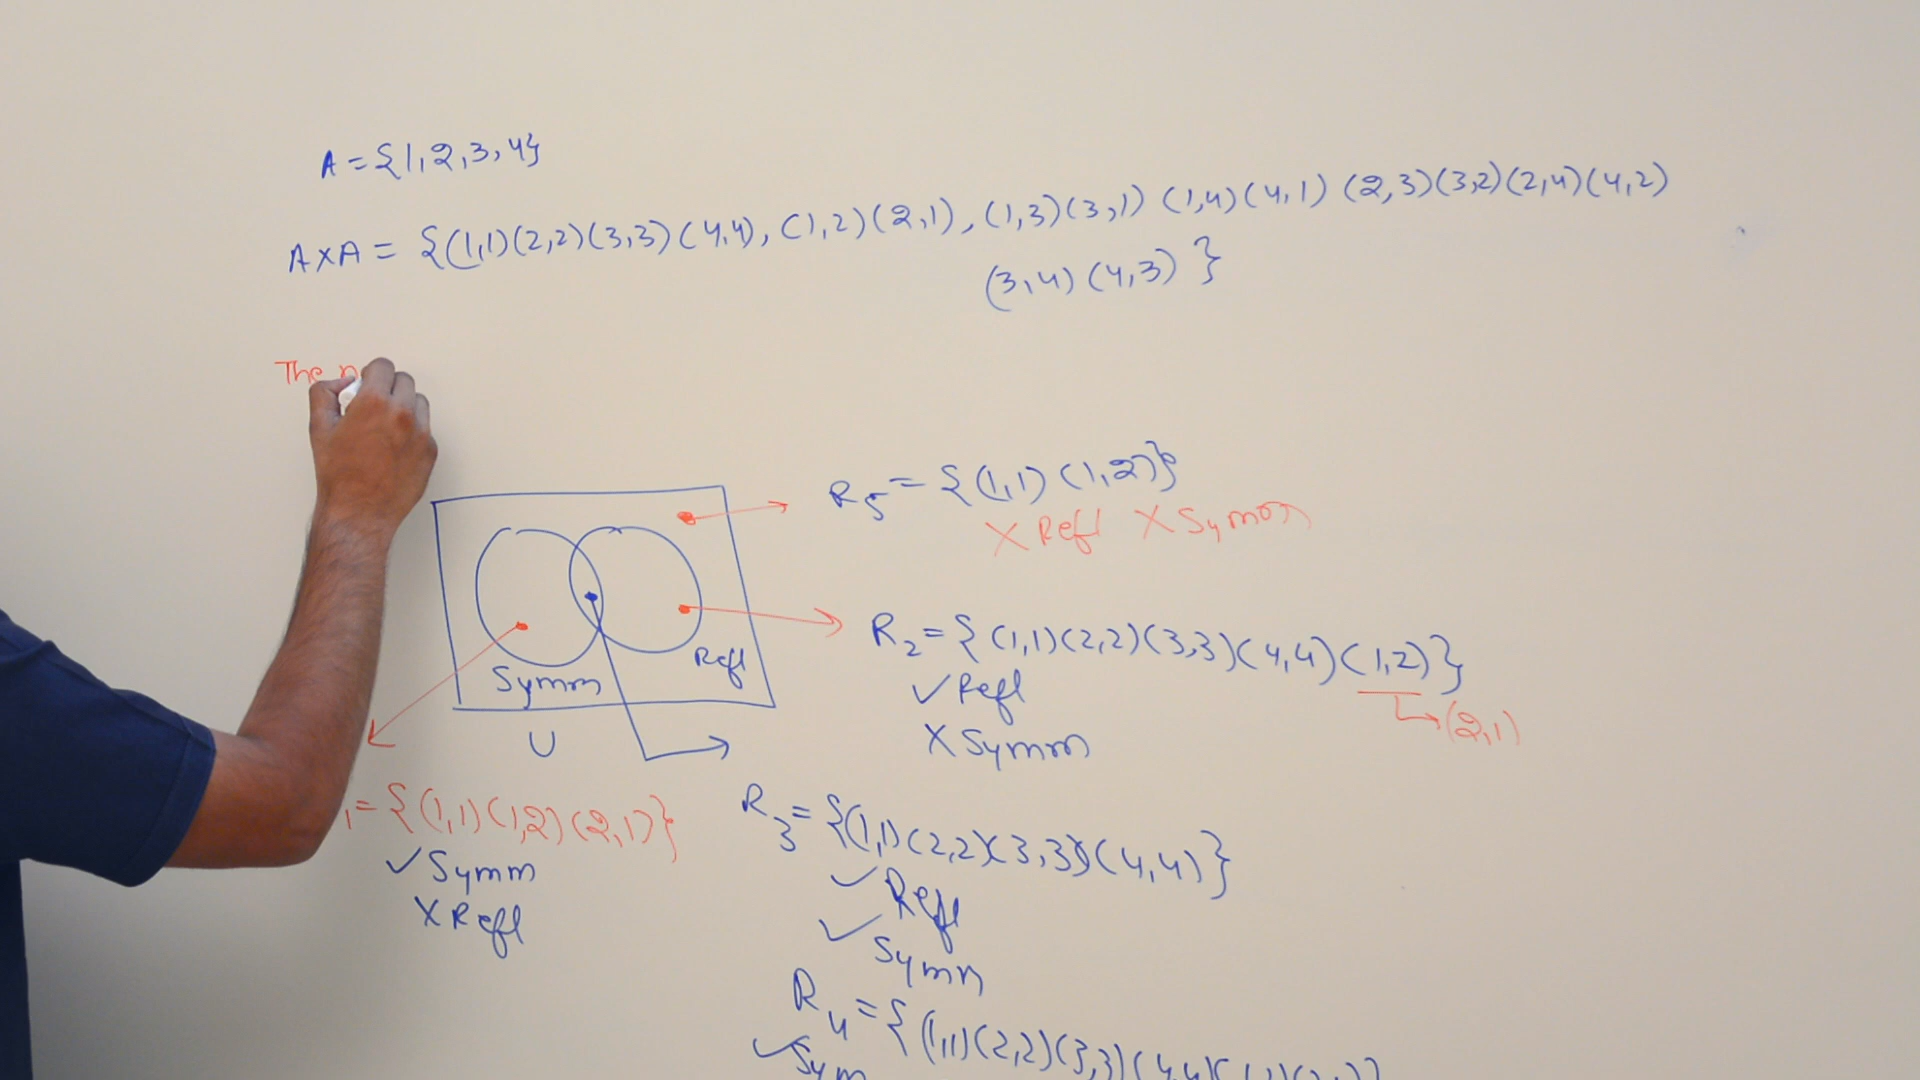 A = {1,2,3,4}
A×A = {(1,1)(2,2)(3,3)(4,4), (1,2)(2,1), (1,3)(3,1) (1,4)(4,1) (2,3)(3,2)(2,4)(4,2)
(3,4) (4,3) }
The
R5 = {(1,1) (1,2)}
X Refl X Symm
R2 = { (1,1)(2,2)(3,3)(4,4)(1,2)}
(2,1)
✓ Refl
X Symm
Symm
Refl
U
1 = {(1,1)(1,2)(2,1)}
✓ Symm
X Refl
R3 = {(1,1)(2,2)(3,3)(4,4)}
✓ Refl
✓ Symm
R4 = {(1,1)(2,2)(3,3)(4,4)
✓ Sym